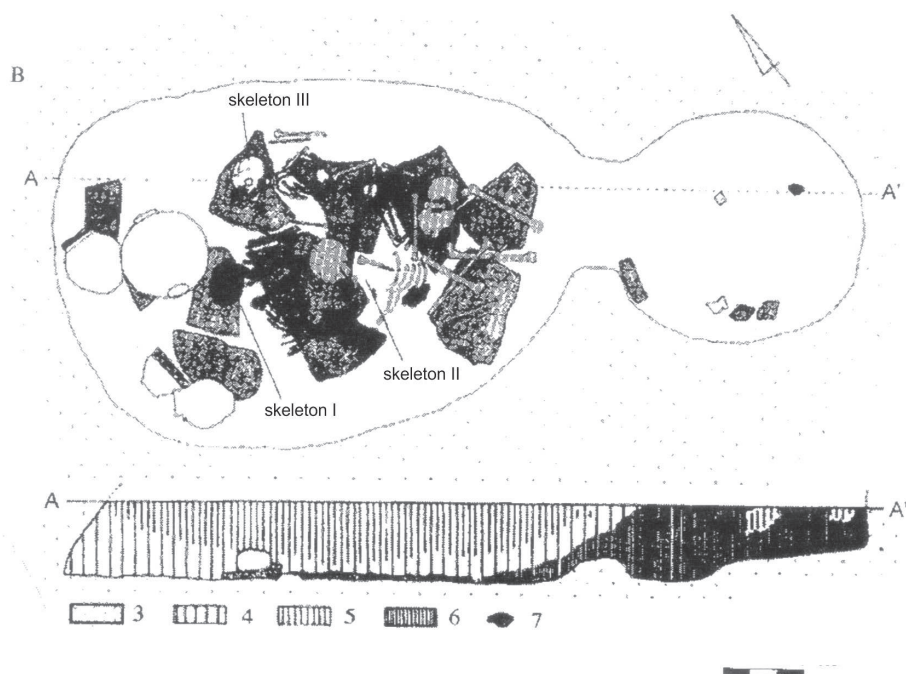 B
skeleton III
A A'
skeleton II
skeleton I
A A'
3 4 5 6 7